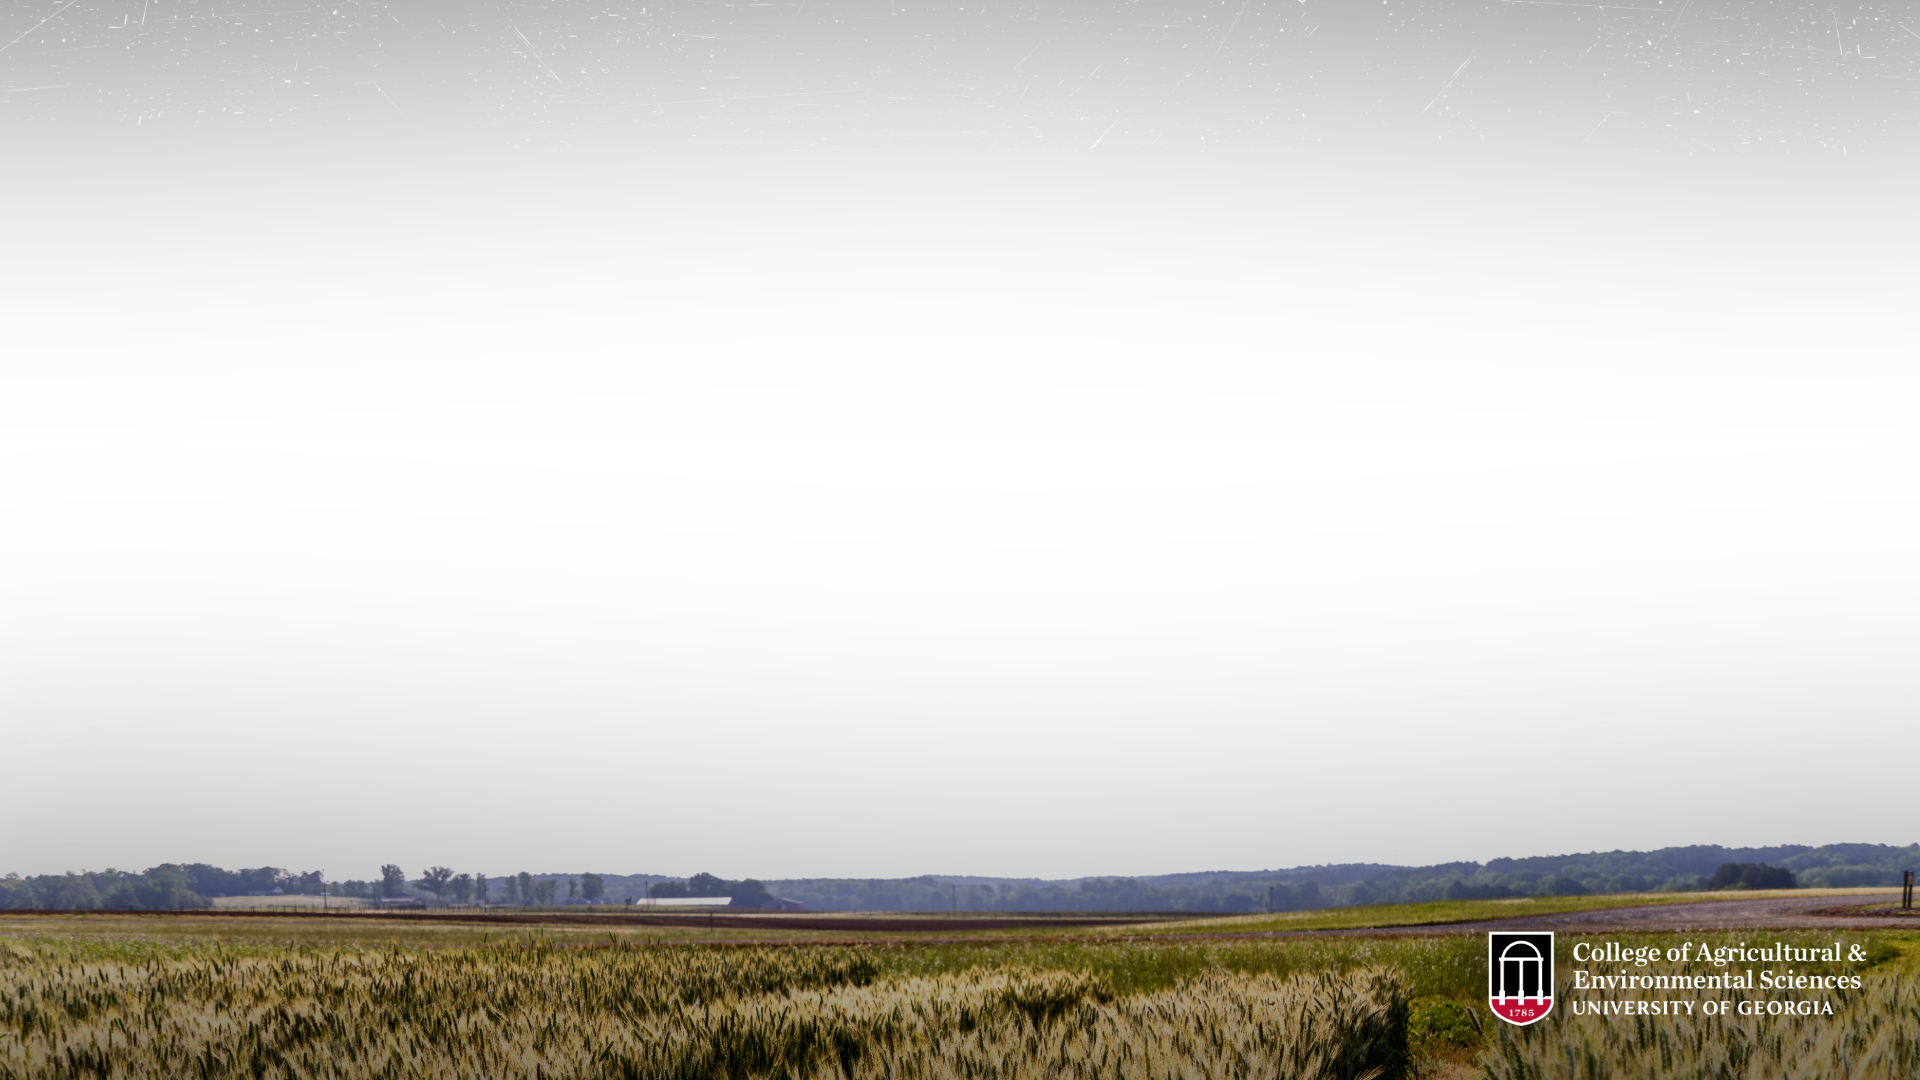 College of Agricultural &
Environmental Sciences
UNIVERSITY OF GEORGIA
1785